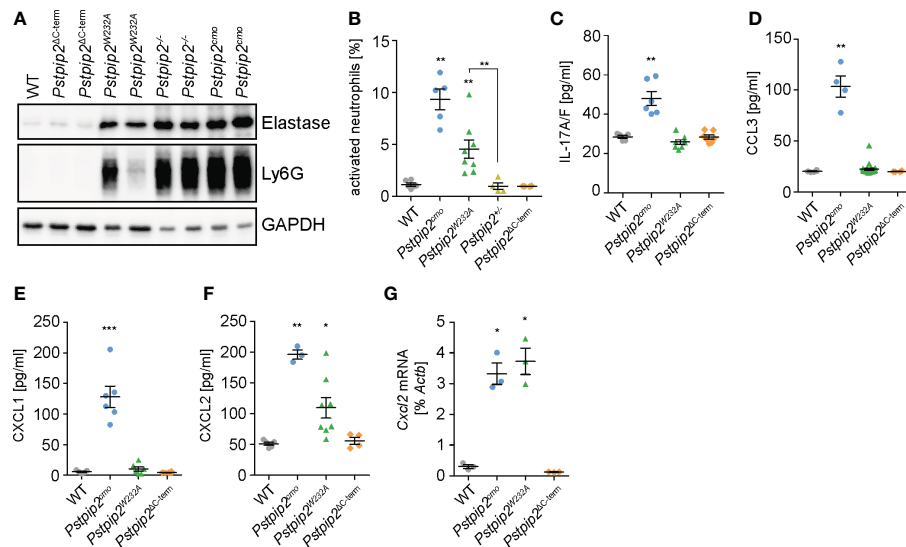 A
WT
Pstpip2ΔC-term
Pstpip2ΔC-term
Pstpip2W232A
Pstpip2W232A
Pstpip2-/-
Pstpip2-/-
Pstpip2cmo
Pstpip2cmo
Elastase
Ly6G
GAPDH
B
activated neutrophils [%]
15
10
5
0
**
**
**
WT
Pstpip2cmo
Pstpip2W232A
Pstpip2+/-
Pstpip2ΔC-term
C
IL-17A/F [pg/ml]
80
60
40
20
0
**
WT
Pstpip2cmo
Pstpip2W232A
Pstpip2ΔC-term
D
CCL3 [pg/ml]
150
100
50
0
**
WT
Pstpip2cmo
Pstpip2W232A
Pstpip2ΔC-term
E
CXCL1 [pg/ml]
250
200
150
100
50
0
***
WT
Pstpip2cmo
Pstpip2W232A
Pstpip2ΔC-term
F
CXCL2 [pg/ml]
250
200
150
100
50
0
**
*
WT
Pstpip2cmo
Pstpip2W232A
Pstpip2ΔC-term
G
Cxcl2 mRNA
[% Actb]
5
4
3
2
1
0
*
*
WT
Pstpip2cmo
Pstpip2W232A
Pstpip2ΔC-term